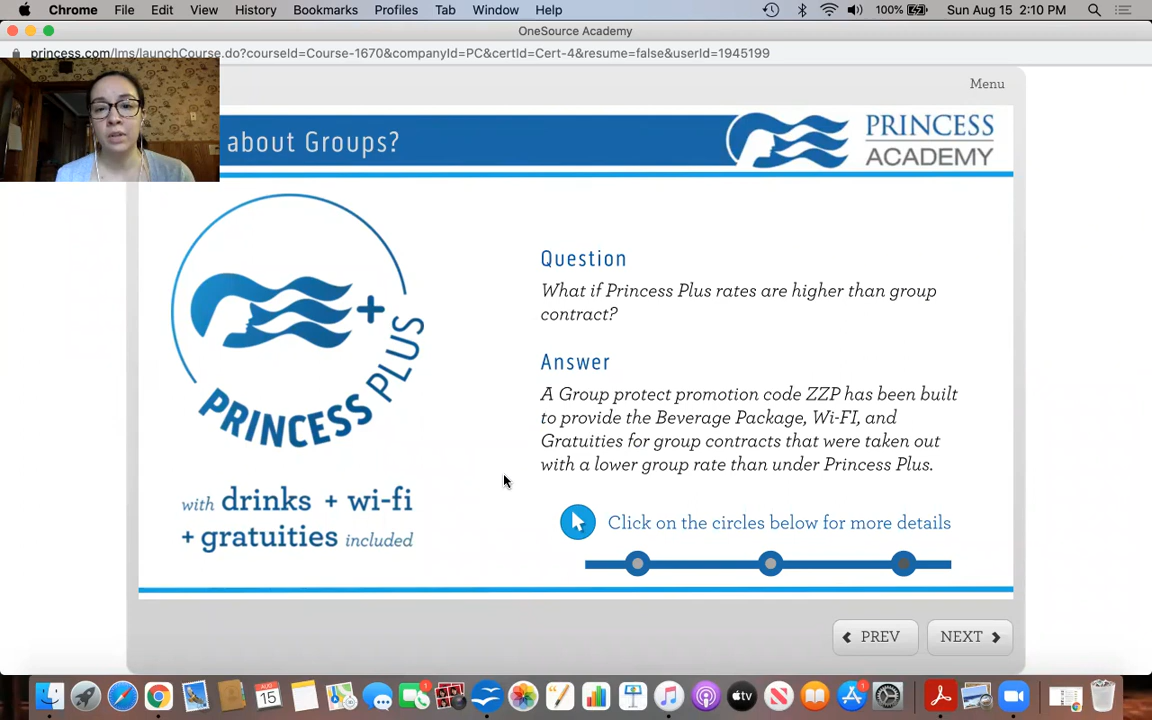 Chrome File Edit View History Bookmarks Profiles Tab Window Help 100% Sun Aug 15 2:10 PM
OneSource Academy
princess.com/lms/launchCourse.do?courseId=Course-1670&companyId=PC&certId=Cert-4&resume=false&userId=1945199
Menu
about Groups?
PRINCESS
ACADEMY
PRINCESS PLUS
with drinks + wi-fi
+ gratuities included
Question
What if Princess Plus rates are higher than group
contract?
Answer
A Group protect promotion code ZZP has been built
to provide the Beverage Package, Wi-FI, and
Gratuities for group contracts that were taken out
with a lower group rate than under Princess Plus.
Click on the circles below for more details
PREV NEXT
AUG
15
1
tv
1